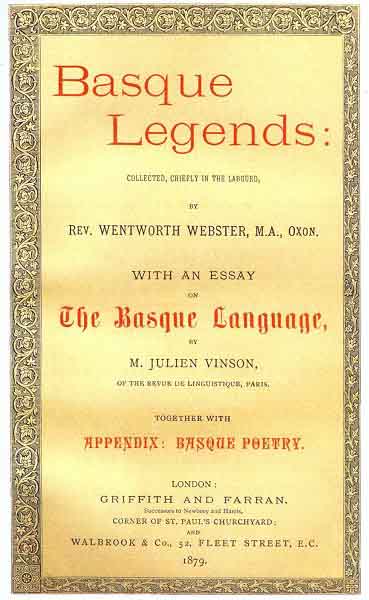 Basque
Legends:
COLLECTED, CHIEFLY IN THE LABOURD,
BY
REV. WENTWORTH WEBSTER, M.A., OXON.
WITH AN ESSAY
ON
The Basque Language,
BY
M. JULIEN VINSON,
OF THE REVUE DE LINGUISTIQUE, PARIS.
TOGETHER WITH
APPENDIX: BASQUE POETRY.
LONDON:
GRIFFITH AND FARRAN.
Successors to Newbery and Harris,
CORNER OF ST. PAUL'S CHURCHYARD:
AND
WALBROOK & Co., 52, FLEET STREET, E.C.
1879.